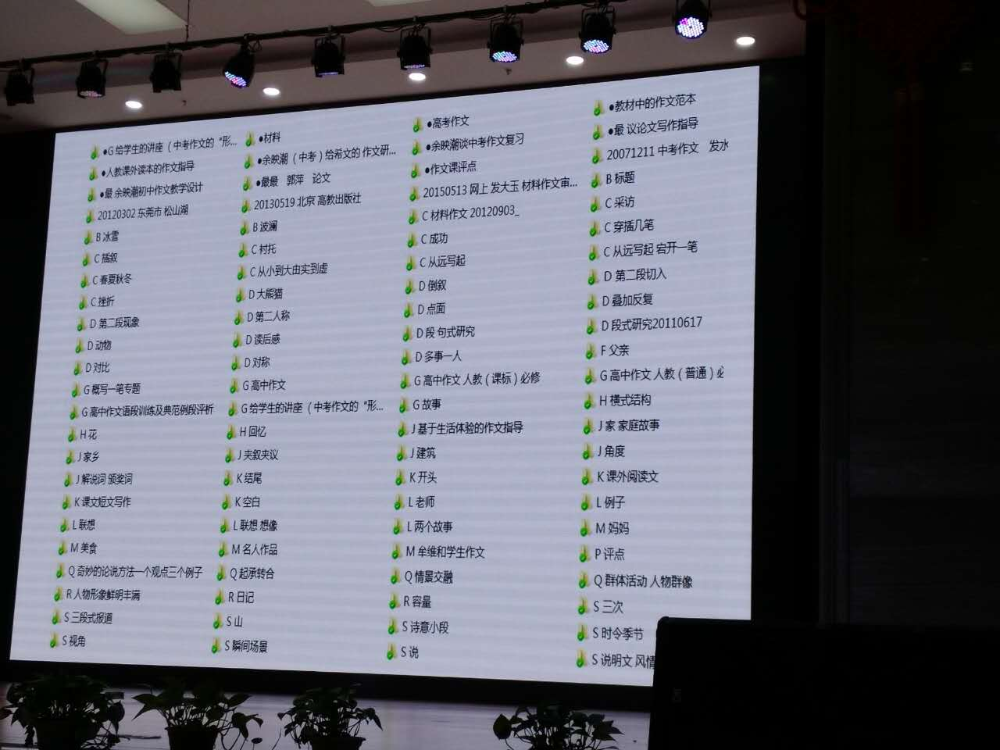 ●G 给学生的讲座（中考作文的“形...
●材料
●高考作文
●教材中的作文范本
●人教课外读本的作文指导
●余映潮（中考）给希文的 作文研...
●余映潮谈中考作文复习
●最 议论文写作指导
●最 余映潮初中作文教学设计
●最最 郭萍 论文
●作文课评点
20071211 中考作文 发水
20120302 东莞市 松山湖
20130519 北京 高教出版社
20150513 网上 发大玉 材料作文审...
B 标题
B 冰雪
B 波澜
C 材料作文 20120903_
C 采访
C 插叙
C 衬托
C 成功
C 穿插几笔
C 春夏秋冬
C 从小到大由实到虚
C 从远写起
C 从远写起 宕开一笔
C 挫折
D 大熊猫
D 倒叙
D 第二段切入
D 第二段现象
D 第二人称
D 点面
D 叠加反复
D 动物
D 读后感
D 段 句式研究
D 段式研究20110617
D 对比
D 对称
D 多事一人
F 父亲
G 概写一笔专题
G 高中作文
G 高中作文 人教（课标）必修
G 高中作文 人教（普通）必
G 高中作文语段训练及典范例段评析
G 给学生的讲座（中考作文的“形...
G 故事
H 横式结构
H 花
H 回忆
J 基于生活体验的作文指导
J 家 家庭故事
J 家乡
J 夹叙夹议
J 建筑
J 角度
J 解说词 颁奖词
K 结尾
K 开头
K 课外阅读文
K 课文短文写作
K 空白
L 老师
L 例子
L 联想
L 联想 想像
L 两个故事
M 妈妈
M 美食
M 名人作品
M 牟维和学生作文
P 评点
Q 奇妙的论说方法一个观点三个例子
Q 起承转合
Q 情景交融
Q 群体活动 人物群像
R 人物形象鲜明丰满
R 日记
R 容量
S 三次
S 三段式报道
S 山
S 诗意小段
S 时令季节
S 视角
S 瞬间场景
S 说
S 说明文 风情